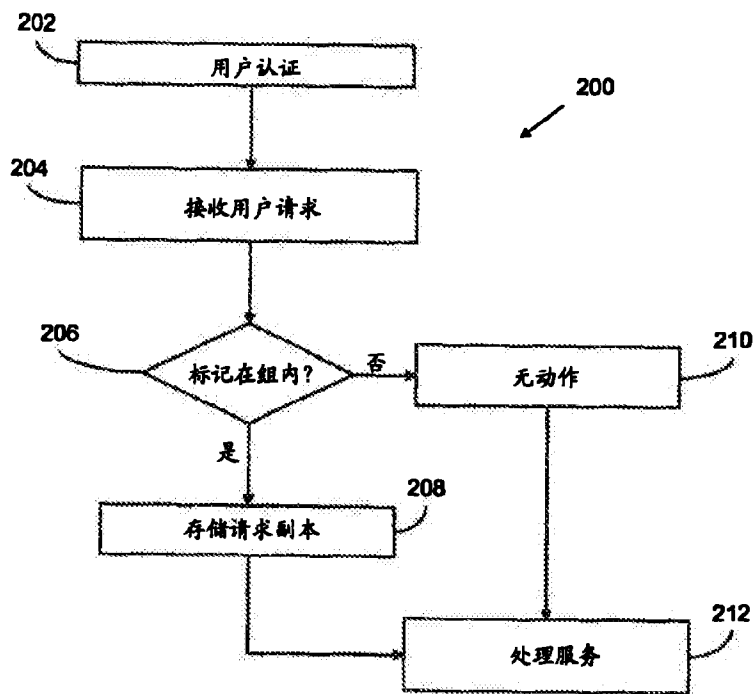 202
用户认证
200
204
接收用户请求
206
标记在组内?
否
无动作
210
是
208
存储请求副本
212
处理服务